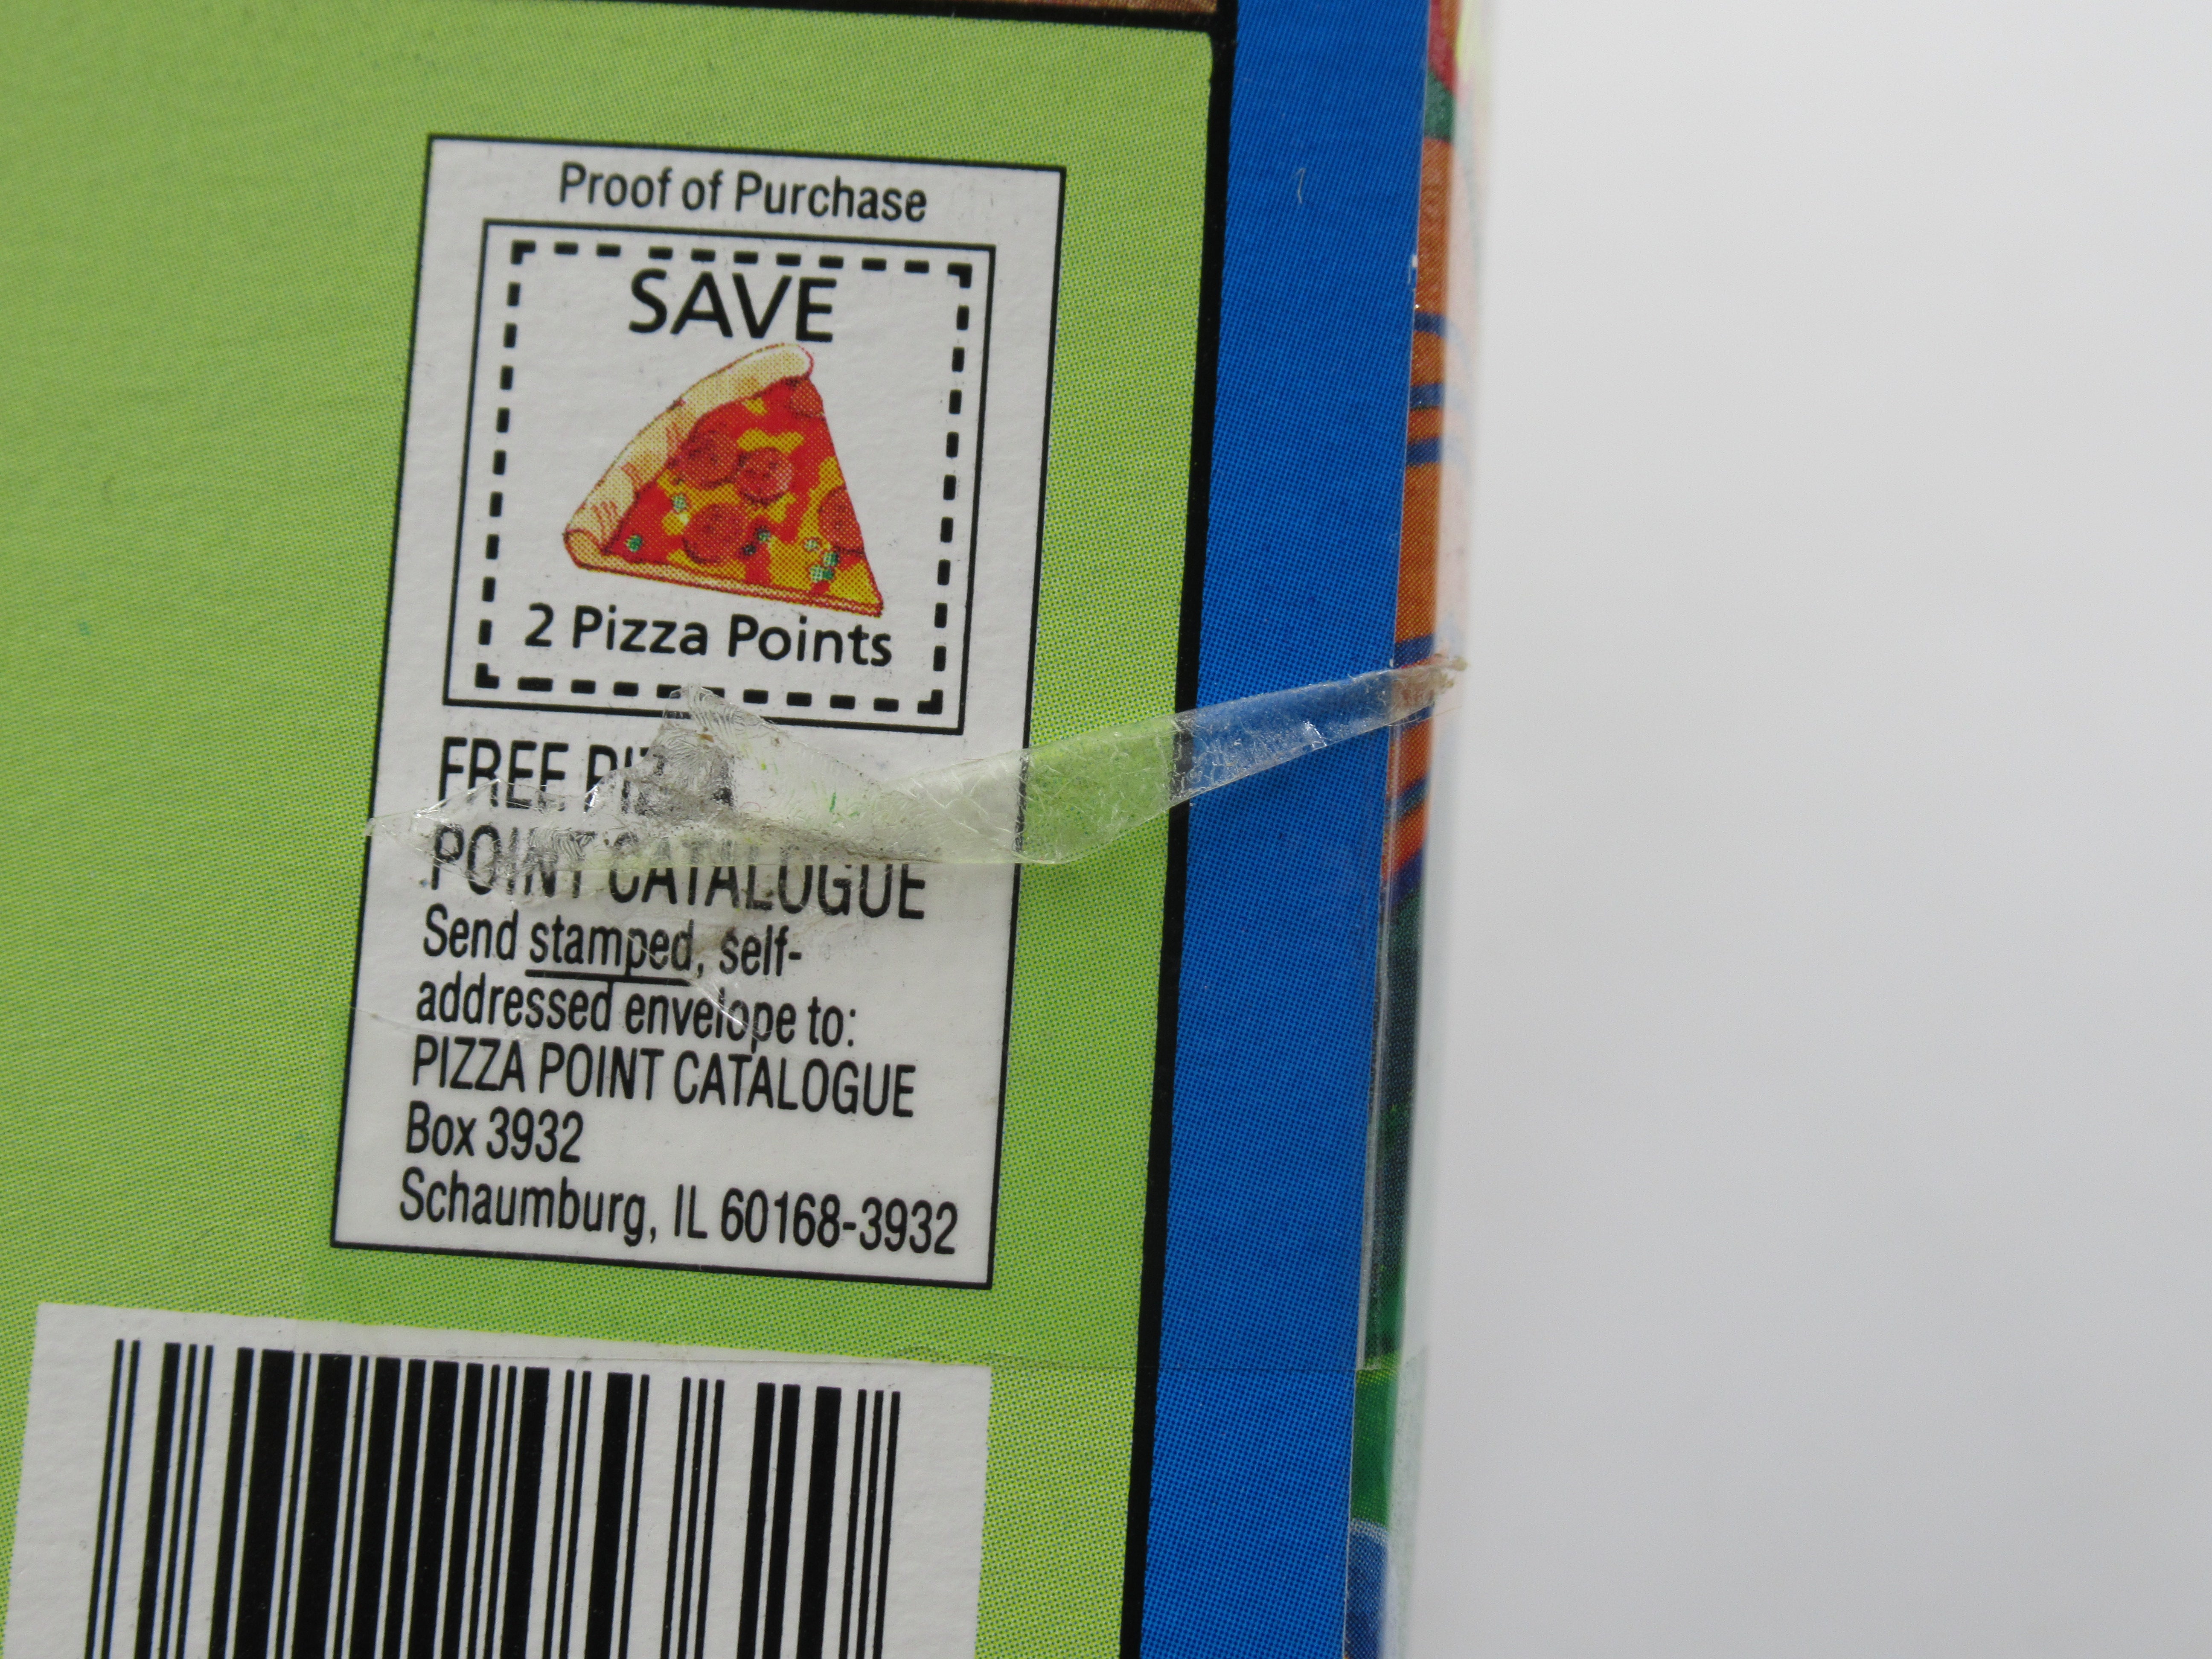 Proof of Purchase
SAVE
2 Pizza Points
FREE PIZZA
POINT CATALOGUE
Send stamped, self-
addressed envelope to:
PIZZA POINT CATALOGUE
Box 3932
Schaumburg, IL 60168-3932